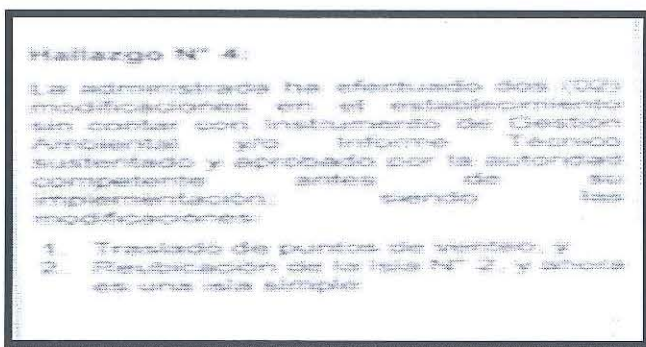 Hallazgo N° 4:
La administrada ha efectuado dos (02)
modificaciones en el establecimiento
sin contar con Instrumento de Gestión
Ambiental y/o Informe Técnico
sustentado y aprobado por la autoridad
competente antes de su
implementación, siendo las
modificaciones:
1. Traslado de puntos de venteo, y
2. Reubicación de la isla N° 2, y ahora
es una isla simple